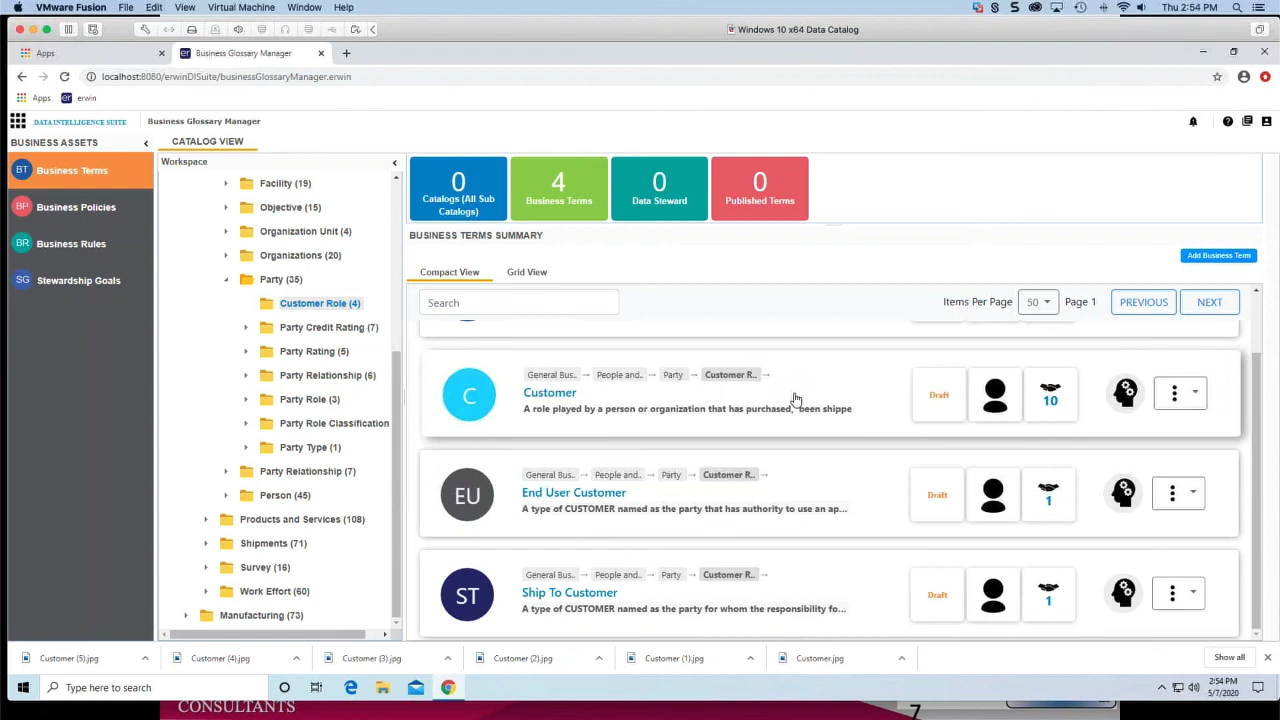 VMware Fusion File Edit View Virtual Machine Window Help Thu 2:54 PM
Windows 10 x64 Data Catalog
Apps Business Glossary Manager
localhost:8080/erwinDISuite/businessGlossaryManager.erwin
Apps erwin
DATA INTELLIGENCE SUITE Business Glossary Manager
BUSINESS ASSETS CATALOG VIEW
Workspace
BT Business Terms
BP Business Policies
BR Business Rules
SG Stewardship Goals
Facility (19)
Objective (15)
Organization Unit (4)
Organizations (20)
Party (35)
Customer Role (4)
Party Credit Rating (7)
Party Rating (5)
Party Relationship (6)
Party Role (3)
Party Role Classification
Party Type (1)
Party Relationship (7)
Person (45)
Products and Services (108)
Shipments (71)
Survey (16)
Work Effort (60)
Manufacturing (73)
0 Catalogs (All Sub Catalogs)
4 Business Terms
0 Data Steward
0 Published Terms
BUSINESS TERMS SUMMARY
Add Business Term
Compact View Grid View
Search Items Per Page 50 Page 1 PREVIOUS NEXT
General Bus.. → People and.. → Party → Customer R.. →
C Customer Draft 10
A role played by a person or organization that has purchased, been shippe
General Bus.. → People and.. → Party → Customer R.. →
EU End User Customer Draft 1
A type of CUSTOMER named as the party that has authority to use an ap...
General Bus.. → People and.. → Party → Customer R.. →
ST Ship To Customer Draft 1
A type of CUSTOMER named as the party for whom the responsibility fo...
Customer (5).jpg Customer (4).jpg Customer (3).jpg Customer (2).jpg Customer (1).jpg Customer.jpg Show all
Type here to search
2:54 PM
5/7/2020
CONSULTANTS
7